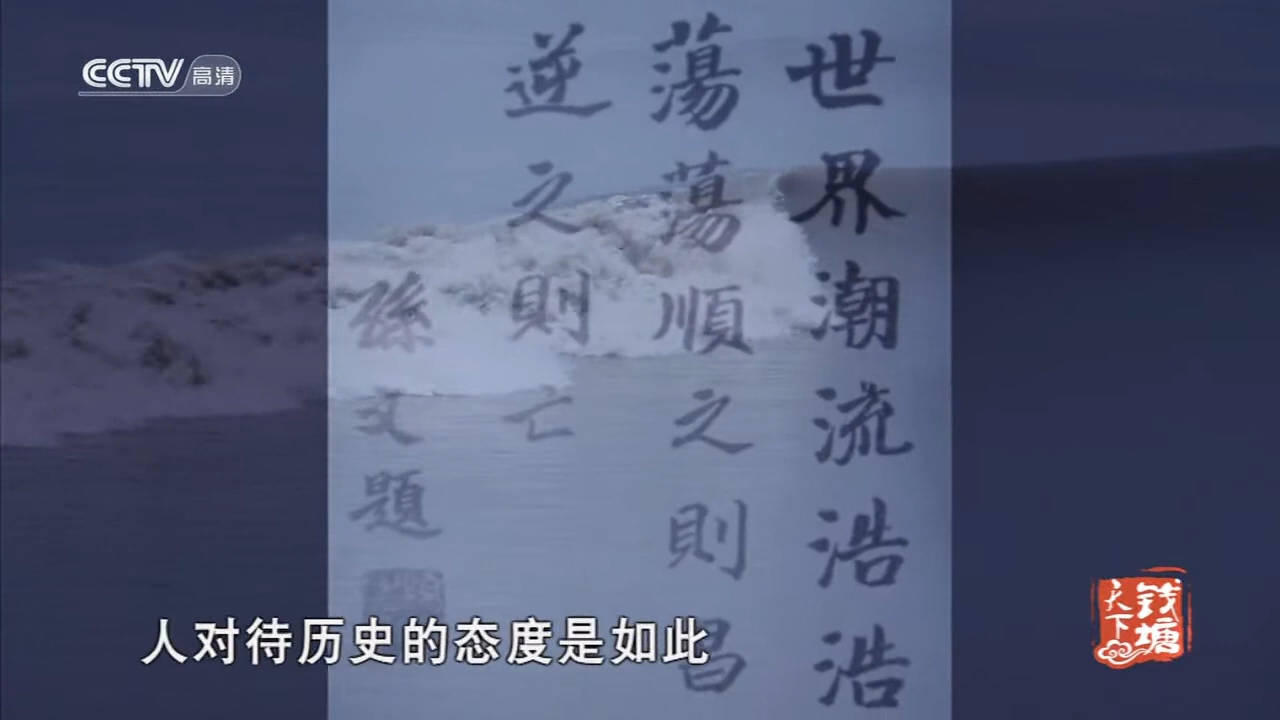 CCTV高清
世界潮流浩浩
蕩蕩順之則昌
逆之則亡
孫文題
人对待历史的态度是如此
钱塘
天下